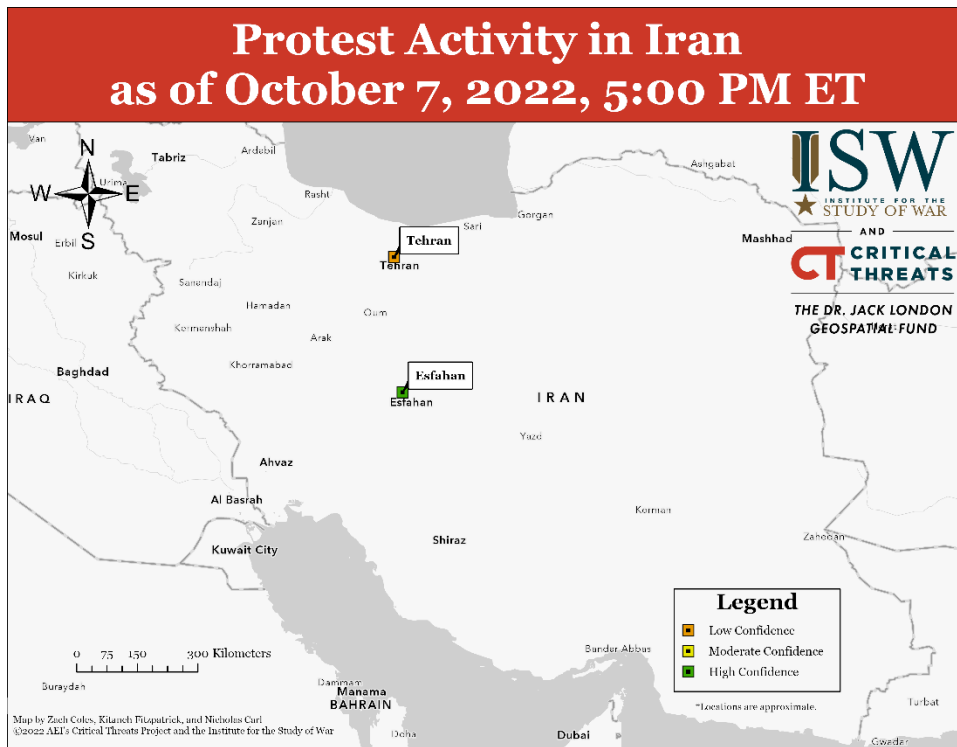 Protest Activity in Iran
as of October 7, 2022, 5:00 PM ET
Van
N
W
E
S
Tabriz
Ardabil
Urima
Rasht
Ashgabat
ISW
INSTITUTE FOR THE
STUDY OF WAR
AND
CT CRITICAL
THREATS
THE DR. JACK LONDON
GEOSPATIAL FUND
Zanjan
Gorgan
Sari
Mosul
Erbil
Tehran
Mashhad
Tehran
Kirkuk
Sanandaj
Hamadan
Qum
Kermanshah
Arak
Khorramabad
Baghdad
Esfahan
Esfahan
IRAQ
IRAN
Yazd
Ahvaz
Al Basrah
Kerman
Kuwait City
Shiraz
Zahedan
Legend
Low Confidence
Moderate Confidence
High Confidence
*Locations are approximate.
0 75 150 300 Kilometers
Bandar Abbas
Buraydah
Dammam
Manama
BAHRAIN
Turbat
Doha
Dubai
Gwadar
Map by Zach Coles, Kitaneh Fitzpatrick, and Nicholas Carl
©2022 AEI's Critical Threats Project and the Institute for the Study of War